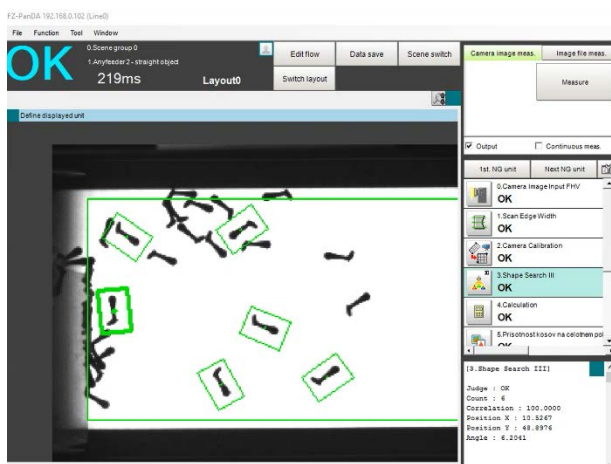 FZ-PanDA 192.168.0.102 (Line0)
File Function Tool Window
OK
0.Scene group 0
1.Anyfeeder 2 - straight object
219ms
Layout0
Edit flow
Data save
Scene switch
Switch layout
Camera image meas.
Image file meas.
Measure
Define displayed unit
Output
Continuous meas.
1st. NG unit
Next NG unit
0.Camera Image Input FHV
OK
1.Scan Edge Width
OK
2.Camera Calibration
OK
3.Shape Search III
OK
4.Calculation
OK
5.Prisotnost kosov na celotnem pol
OK
[3.Shape Search III]
Judge : OK
Count : 6
Correlation : 100.0000
Position X : 10.5267
Position Y : 48.8976
Angle : 6.2041